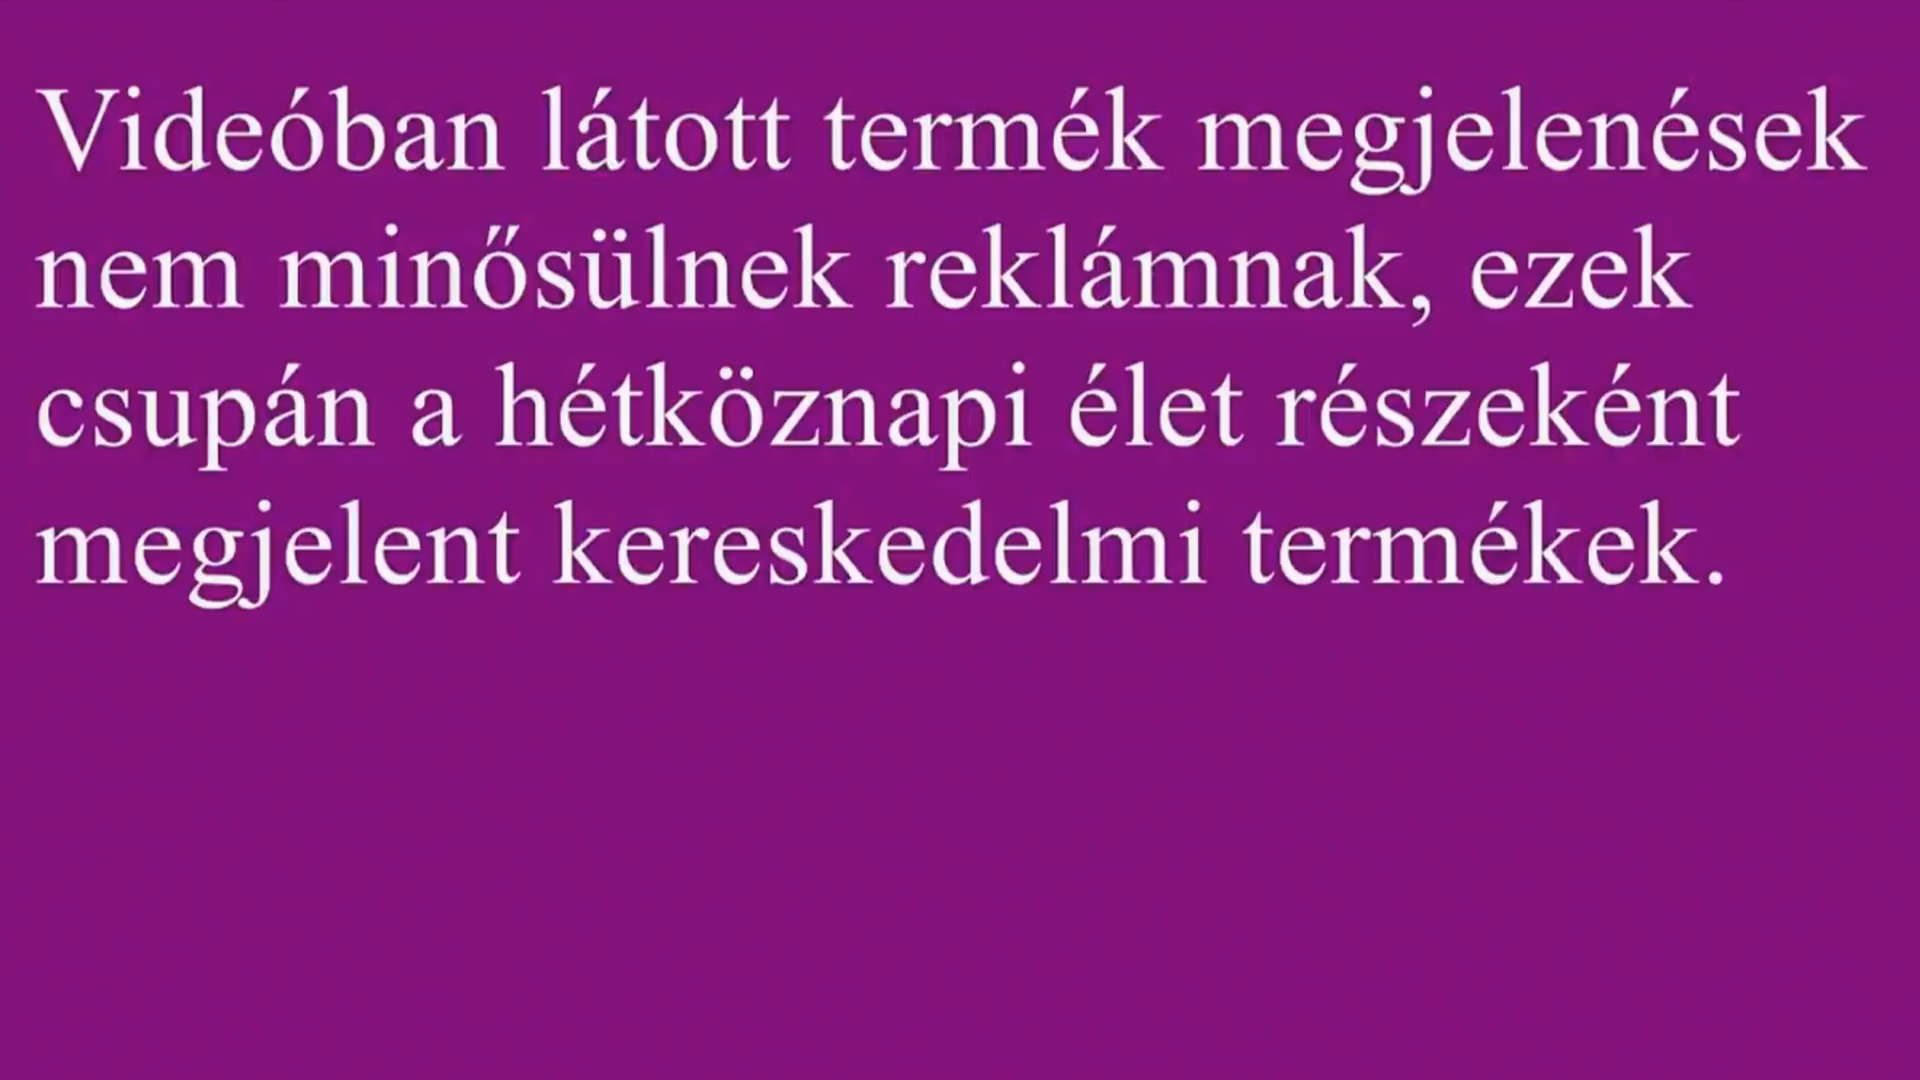 Videóban látott termék megjelenések
nem minősülnek reklámnak, ezek
csupán a hétköznapi élet részeként
megjelent kereskedelmi termékek.